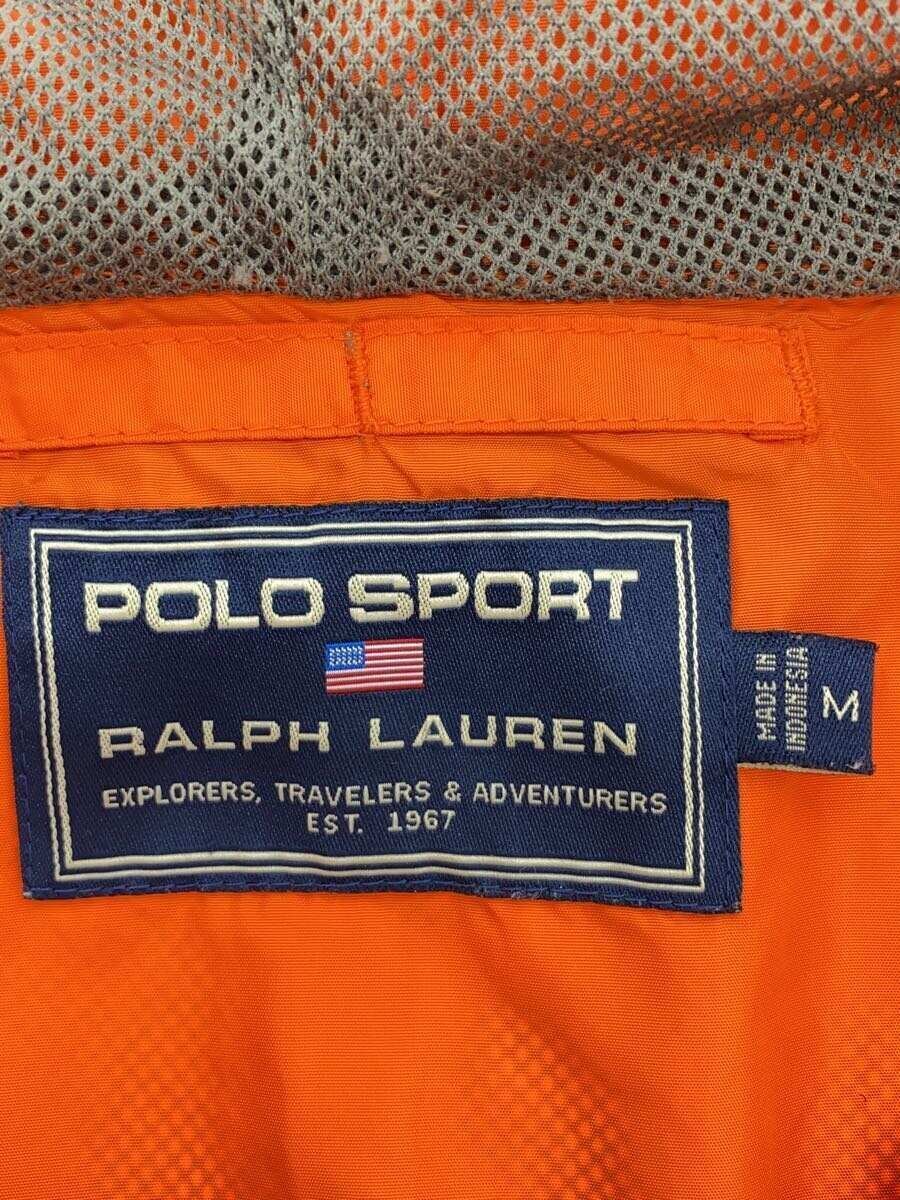 POLO SPORT
RALPH LAUREN
EXPLORERS, TRAVELERS & ADVENTURERS
EST. 1967
MADE IN
INDONESIA
M